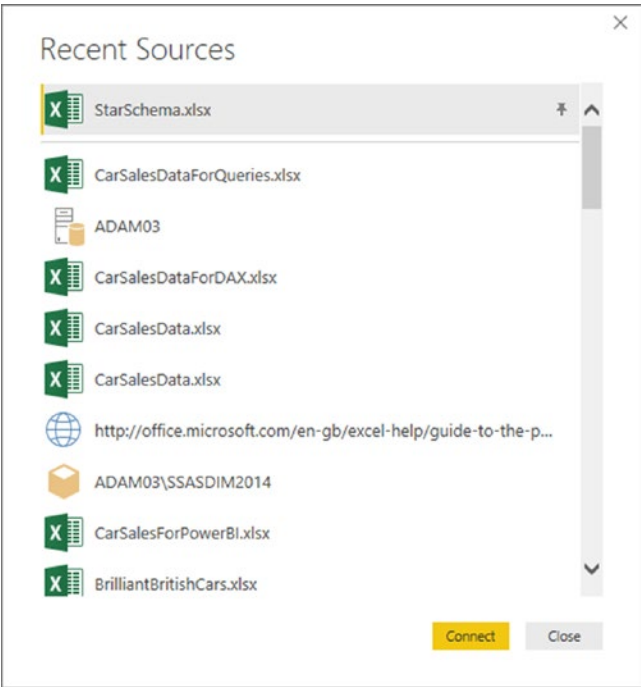 Recent Sources
StarSchema.xlsx
CarSalesDataForQueries.xlsx
ADAM03
CarSalesDataForDAX.xlsx
CarSalesData.xlsx
CarSalesData.xlsx
http://office.microsoft.com/en-gb/excel-help/guide-to-the-p...
ADAM03\SSASDIM2014
CarSalesForPowerBI.xlsx
BrilliantBritishCars.xlsx
Connect Close